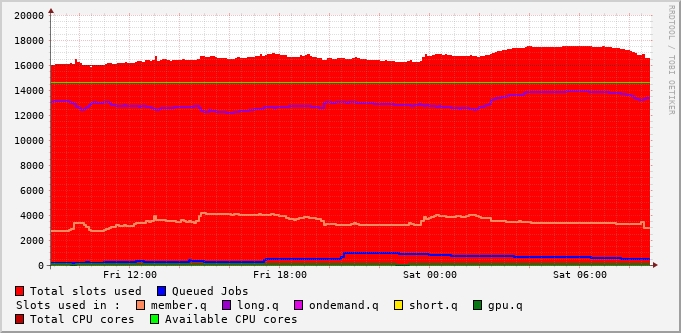 RRDTOOL / TOBI OETIKER
20000
18000
16000
14000
12000
10000
8000
6000
4000
2000
0
Fri 12:00 Fri 18:00 Sat 00:00 Sat 06:00
Total slots used Queued Jobs
Slots used in : member.q long.q ondemand.q short.q gpu.q
Total CPU cores Available CPU cores